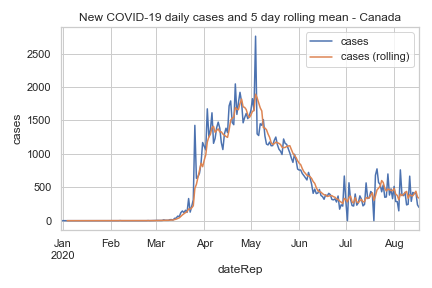 New COVID-19 daily cases and 5 day rolling mean - Canada
cases
cases (rolling)
2500
2000
1500
1000
500
0
cases
Jan
2020
Feb
Mar
Apr
May
Jun
Jul
Aug
dateRep